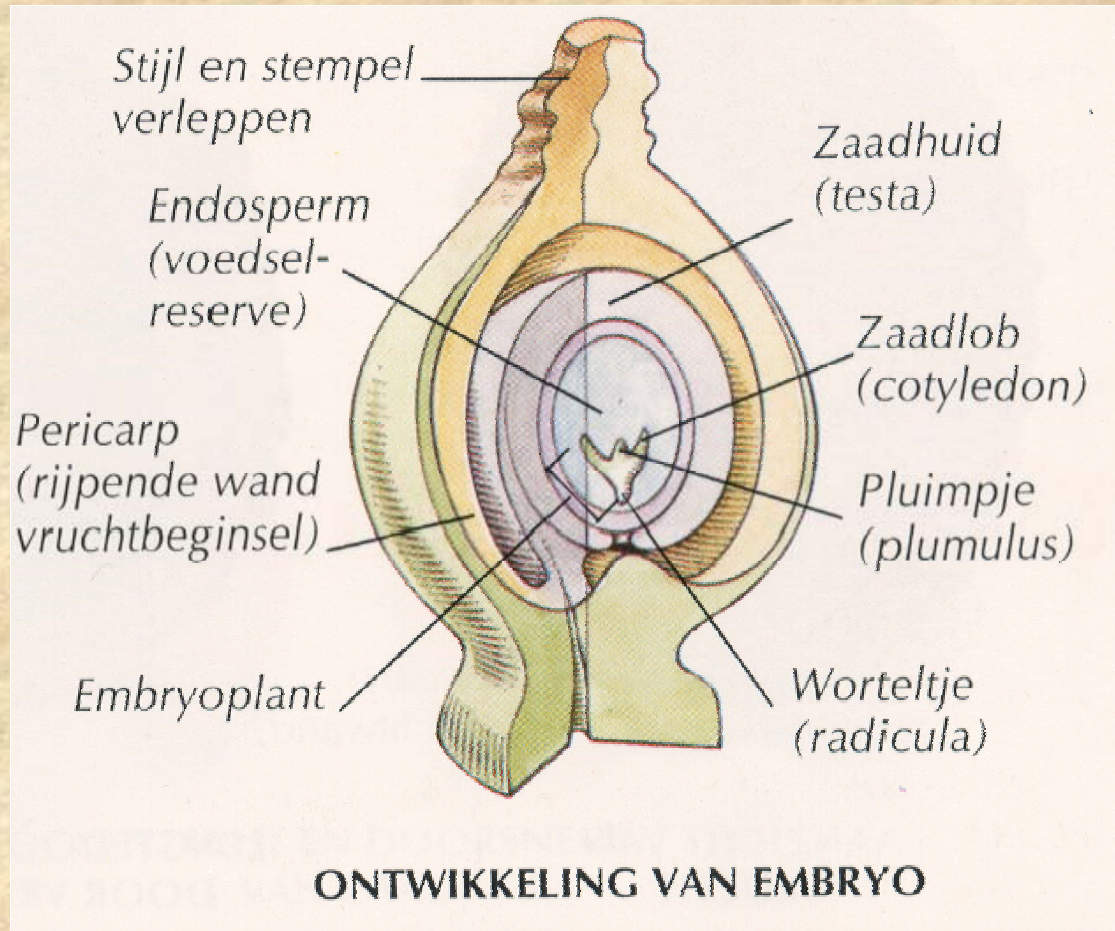 Stijl en stempel
verleppen
Zaadhuid
(testa)
Endosperm
(voedsel-
reserve)
Zaadlob
(cotyledon)
Pericarp
(rijpende wand
vruchtbeginsel)
Pluimpje
(plumulus)
Embryoplant
Worteltje
(radicula)
ONTWIKKELING VAN EMBRYO